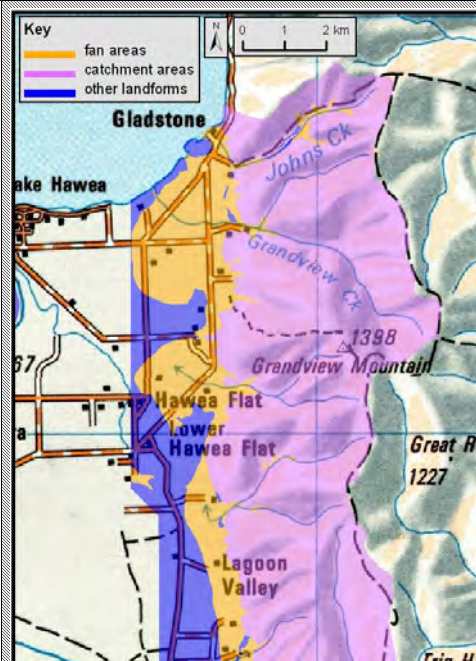 Key
fan areas
catchment areas
other landforms
N
0 1 2 km
Gladstone
Johns Ck
ake Hawea
Grandview Ck
1398
Grandview Mountain
67
Hawea Flat
Lower
Hawea Flat
Great R
1227
Lagoon
Valley